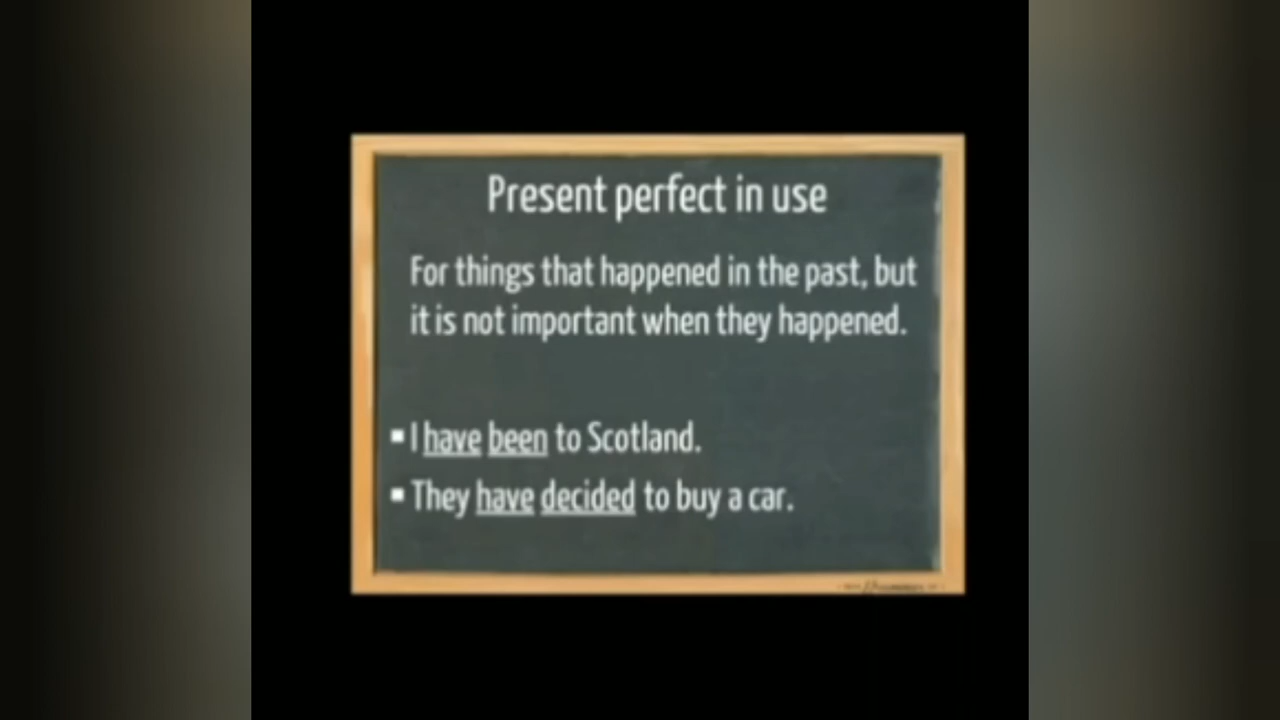 Present perfect in use
For things that happened in the past, but
it is not important when they happened.
▪ I have been to Scotland.
▪ They have decided to buy a car.